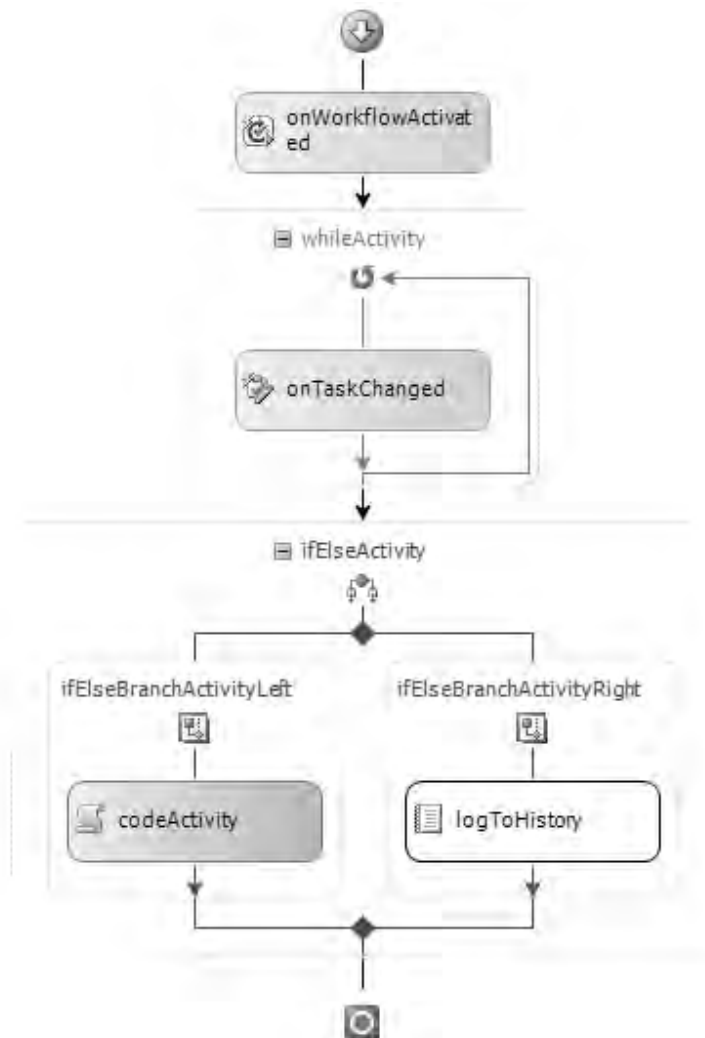 onWorkflowActivat
ed
whileActivity
onTaskChanged
ifElseActivity
ifElseBranchActivityLeft
ifElseBranchActivityRight
codeActivity
logToHistory